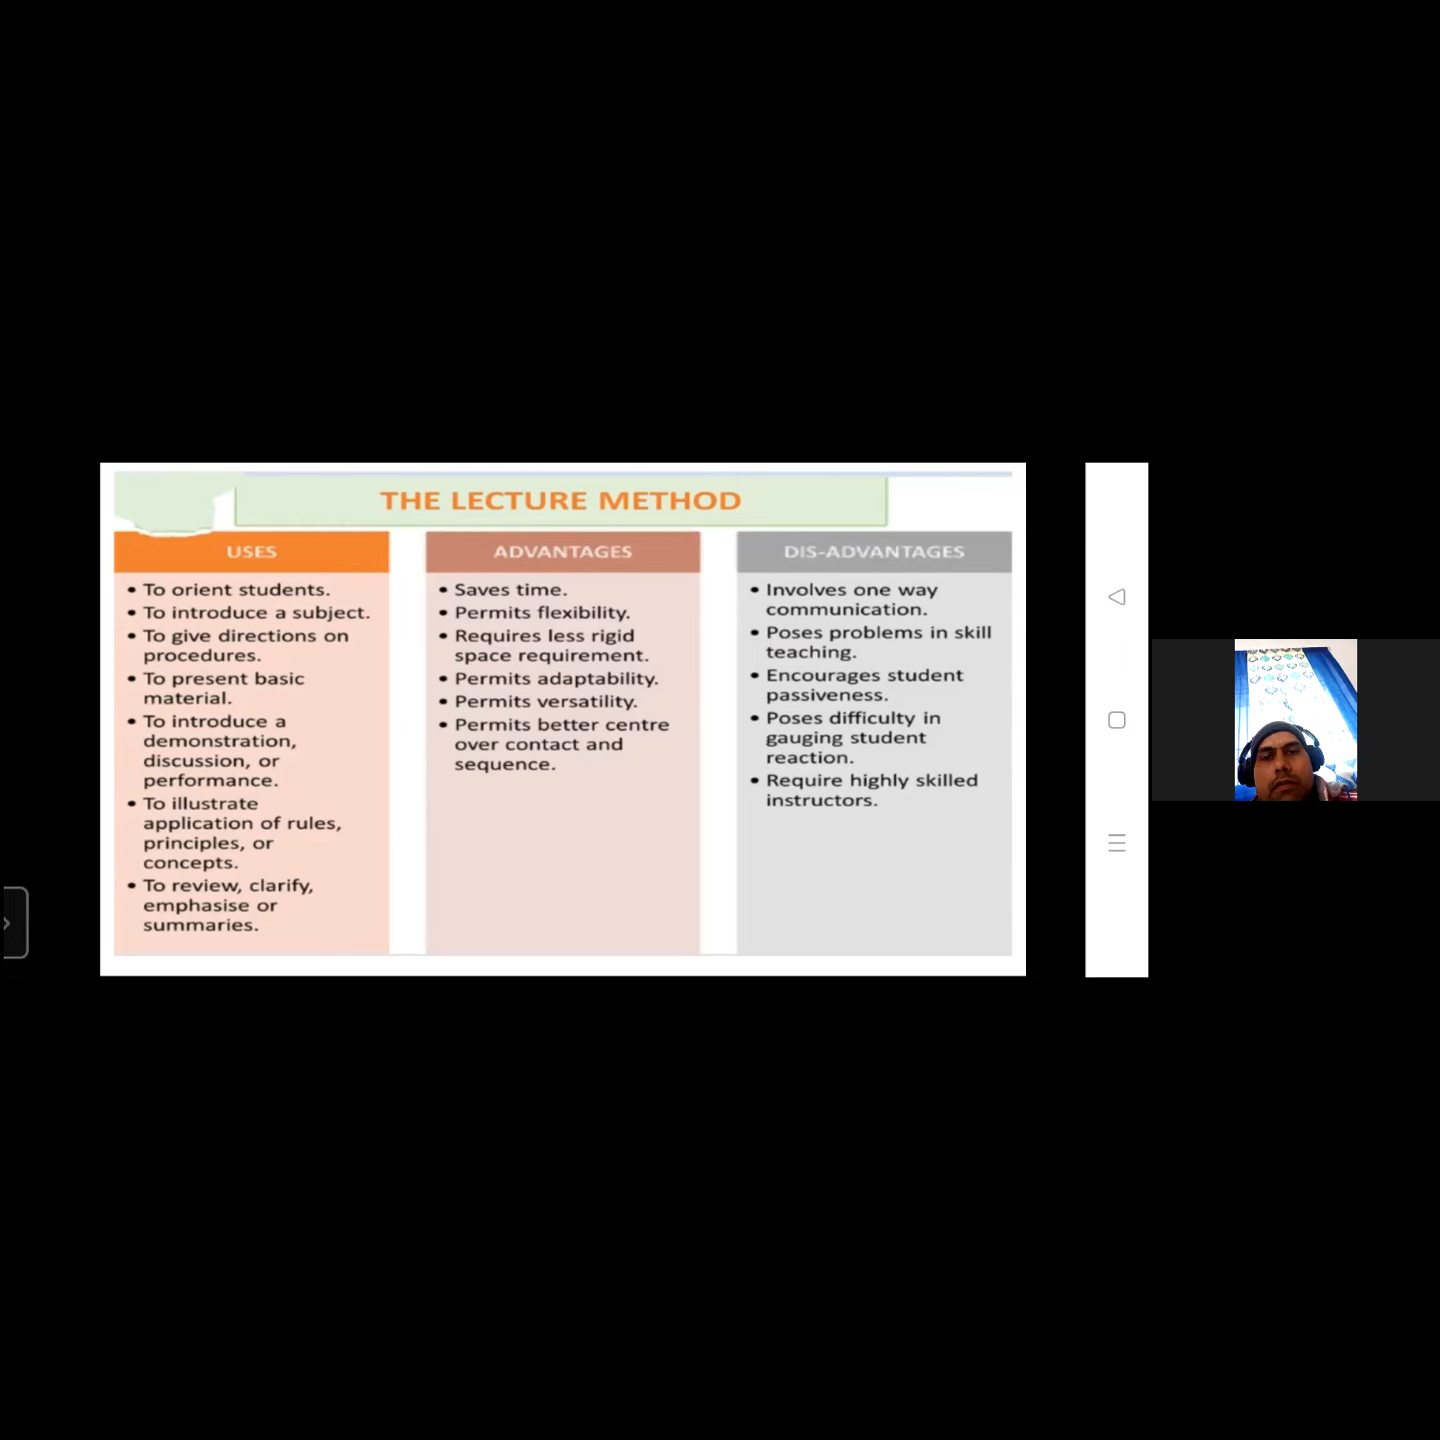 THE LECTURE METHOD
USES
• To orient students.
• To introduce a subject.
• To give directions on
procedures.
• To present basic
material.
• To introduce a
demonstration,
discussion, or
performance.
• To illustrate
application of rules,
principles, or
concepts.
• To review, clarify,
emphasise or
summaries.
ADVANTAGES
• Saves time.
• Permits flexibility.
• Requires less rigid
space requirement.
• Permits adaptability.
• Permits versatility.
• Permits better centre
over contact and
sequence.
DIS-ADVANTAGES
• Involves one way
communication.
• Poses problems in skill
teaching.
• Encourages student
passiveness.
• Poses difficulty in
gauging student
reaction.
• Require highly skilled
instructors.